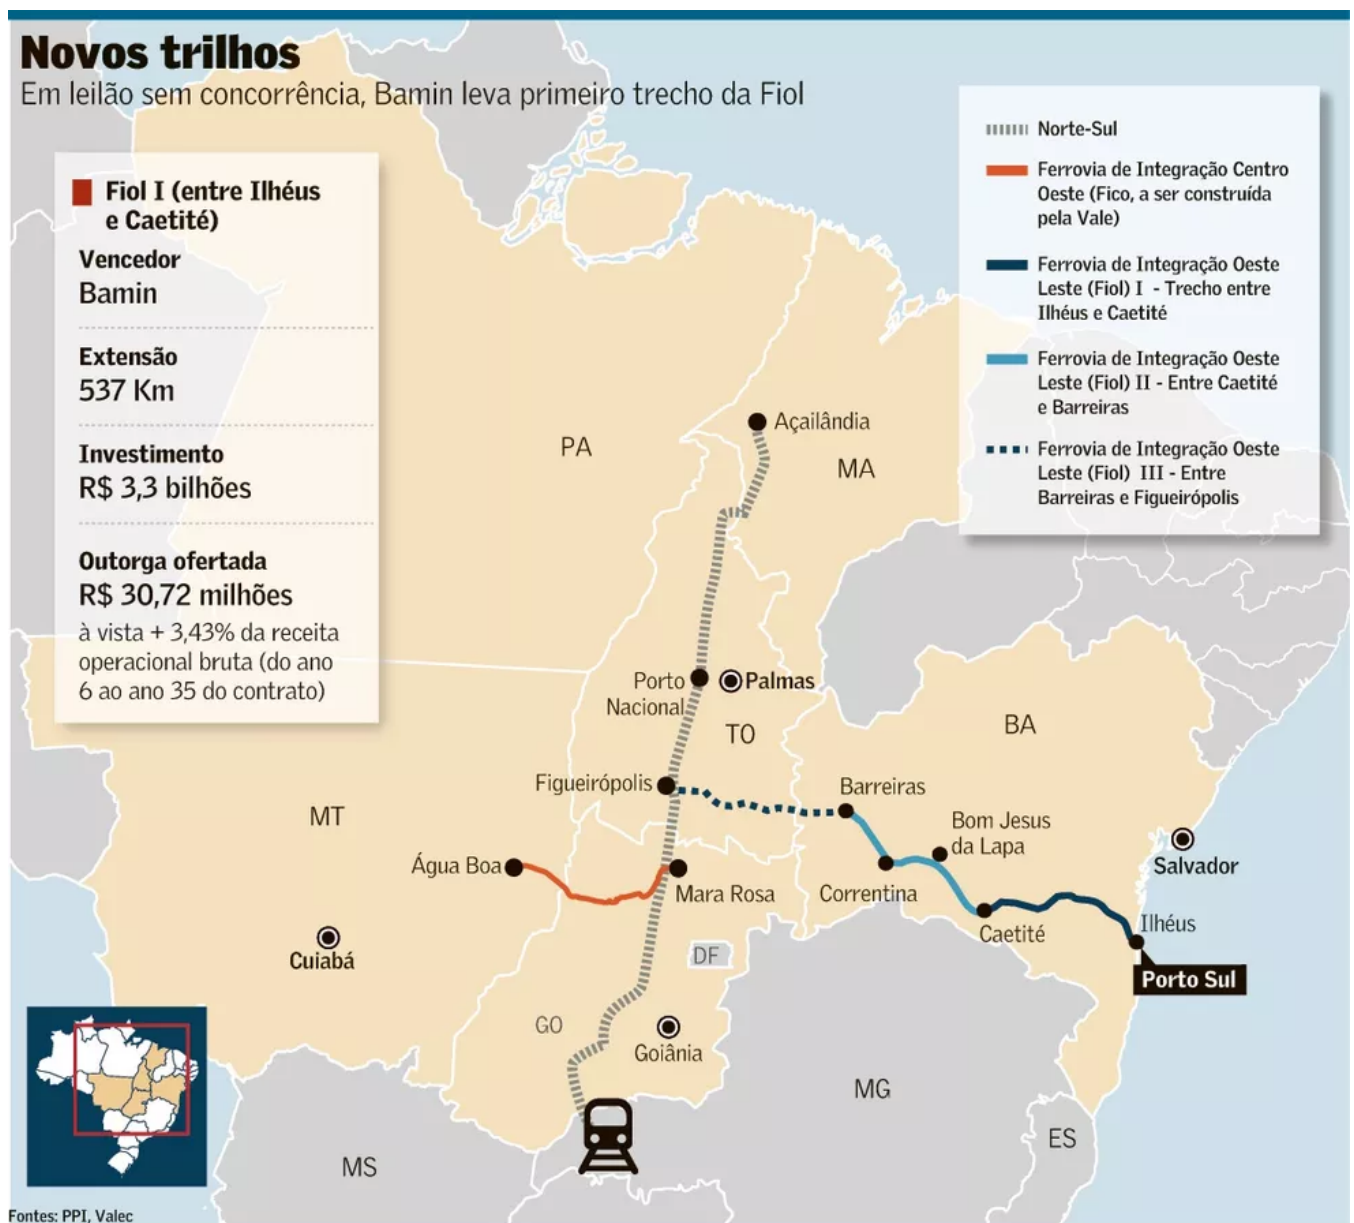 Novos trilhos
Em leilão sem concorrência, Bamin leva primeiro trecho da Fiol
Fiol I (entre Ilhéus
e Caetité)
Vencedor
Bamin
Extensão
537 Km
Investimento
R$ 3,3 bilhões
Outorga ofertada
R$ 30,72 milhões
à vista + 3,43% da receita
operacional bruta (do ano
6 ao ano 35 do contrato)
Norte-Sul
Ferrovia de Integração Centro
Oeste (Fico, a ser construída
pela Vale)
Ferrovia de Integração Oeste
Leste (Fiol) I - Trecho entre
Ilhéus e Caetité
Ferrovia de Integração Oeste
Leste (Fiol) II - Entre Caetité
e Barreiras
Ferrovia de Integração Oeste
Leste (Fiol) III - Entre
Barreiras e Figueirópolis
Açailândia
PA
MA
Porto
Nacional
Palmas
TO
BA
Figueirópolis
Barreiras
MT
Bom Jesus
da Lapa
Salvador
Água Boa
Mara Rosa
Correntina
Caetité
Ilhéus
Porto Sul
Cuiabá
DF
GO
Goiânia
MG
ES
MS
Fontes: PPI, Valec